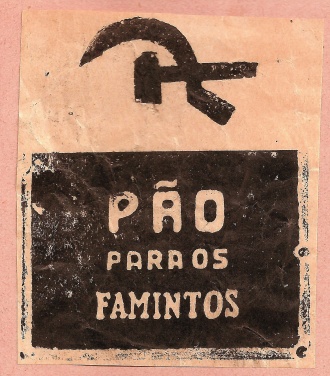 PÃO
PARA OS
FAMINTOS